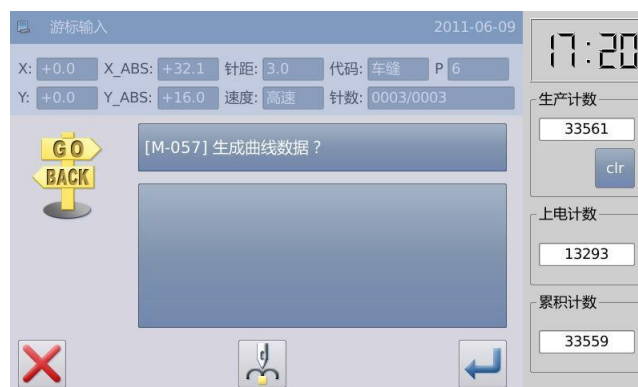 游标输入 2011-06-09
X: +0.0 X_ABS: +32.1 针距: 3.0 代码: 车缝 P 6
Y: +0.0 Y_ABS: +16.0 速度: 高速 针数: 0003/0003
GO
BACK
[M-057] 生成曲线数据？
17:20
生产计数
33561
clr
上电计数
13293
累积计数
33559